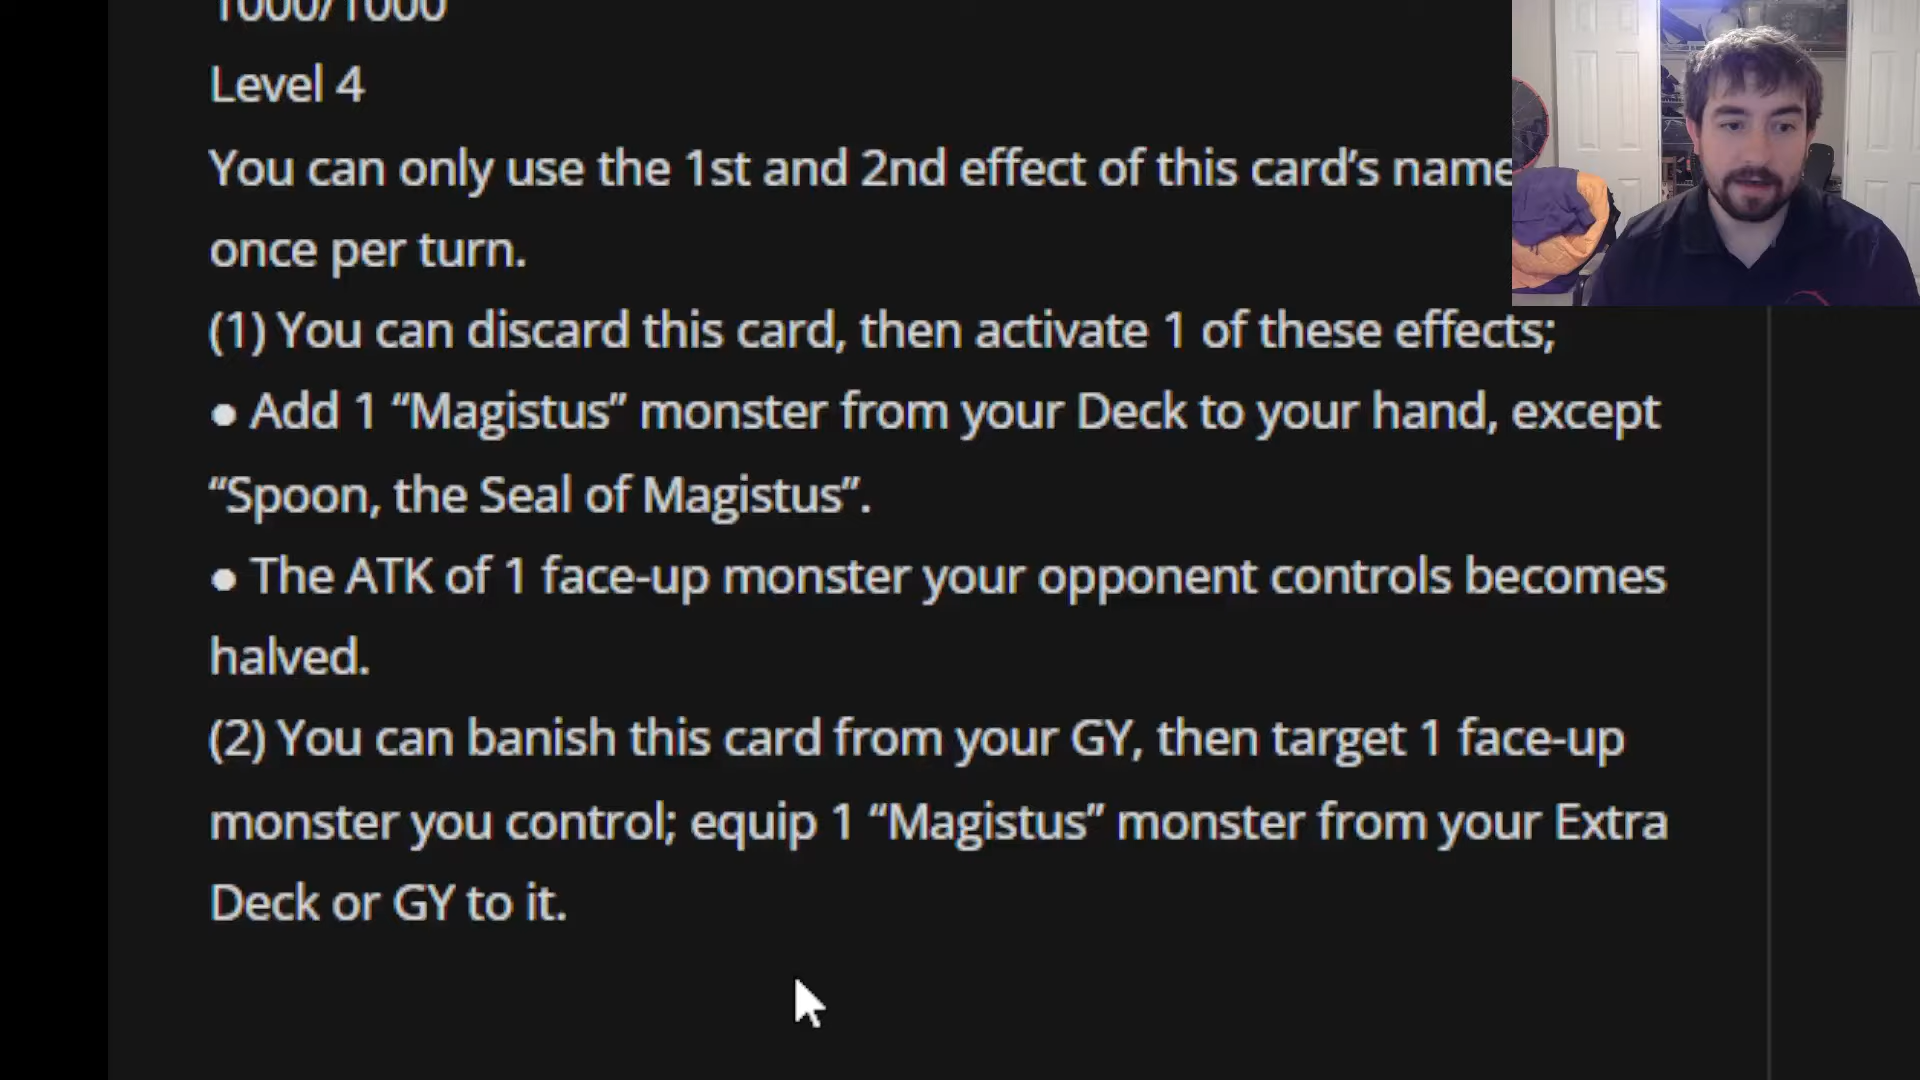 1000/1000
Level 4
You can only use the 1st and 2nd effect of this card’s name
once per turn.
(1) You can discard this card, then activate 1 of these effects;
● Add 1 “Magistus” monster from your Deck to your hand, except
“Spoon, the Seal of Magistus”.
● The ATK of 1 face-up monster your opponent controls becomes
halved.
(2) You can banish this card from your GY, then target 1 face-up
monster you control; equip 1 “Magistus” monster from your Extra
Deck or GY to it.